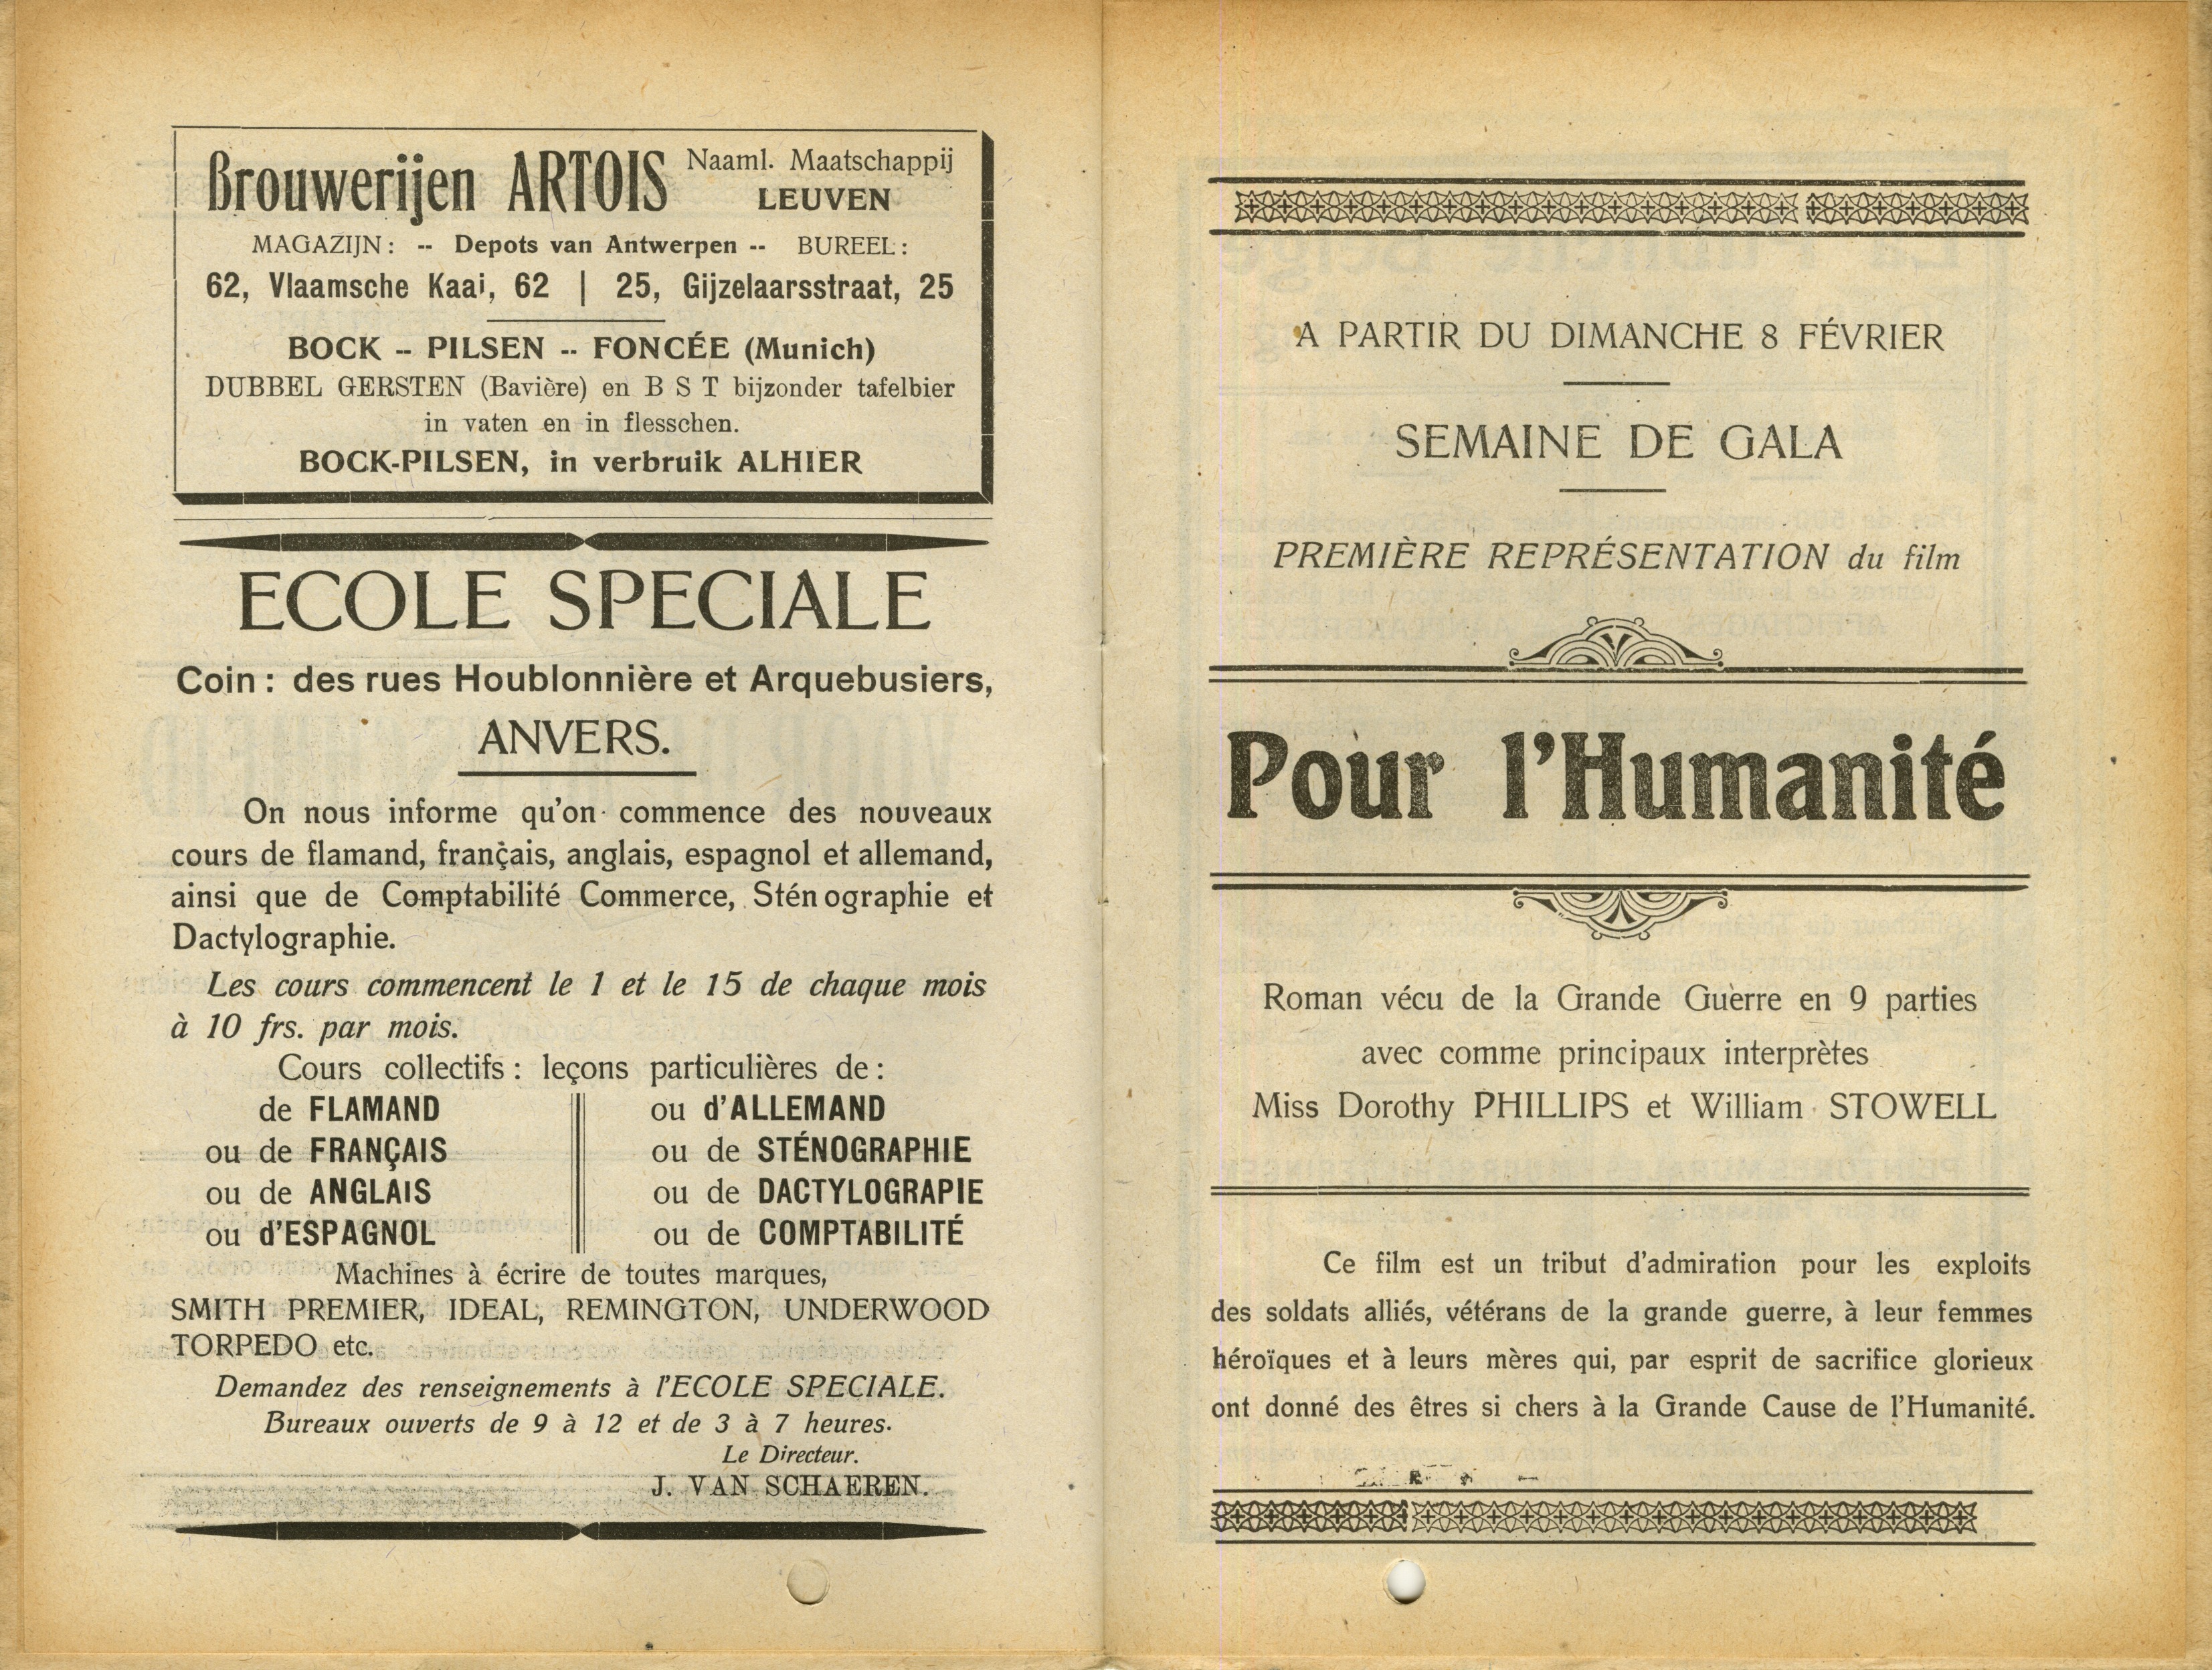 Brouwerijen ARTOIS Naaml. Maatschappij
LEUVEN
MAGAZIJN: -- Depots van Antwerpen -- BUREEL:
62, Vlaamsche Kaai, 62 | 25, Gijzelaarsstraat, 25
BOCK -- PILSEN -- FONCÉE (Munich)
DUBBEL GERSTEN (Bavière) en B S T bijzonder tafelbier
in vaten en in flesschen.
BOCK-PILSEN, in verbruik ALHIER
ECOLE SPECIALE
Coin: des rues Houblonnière et Arquebusiers,
ANVERS.
On nous informe qu'on commence des nouveaux
cours de flamand, français, anglais, espagnol et allemand,
ainsi que de Comptabilité Commerce, Stén ographie et
Dactylographie.
Les cours commencent le 1 et le 15 de chaque mois
à 10 frs. par mois.
Cours collectifs: leçons particulières de:
de FLAMAND
ou de FRANÇAIS
ou de ANGLAIS
ou d'ESPAGNOL
ou d'ALLEMAND
ou de STÉNOGRAPHIE
ou de DACTYLOGRAPIE
ou de COMPTABILITÉ
Machines à écrire de toutes marques,
SMITH PREMIER, IDEAL, REMINGTON, UNDERWOOD
TORPEDO etc.
Demandez des renseignements à l'ECOLE SPECIALE.
Bureaux ouverts de 9 à 12 et de 3 à 7 heures.
Le Directeur.
J. VAN SCHAEREN.
A PARTIR DU DIMANCHE 8 FÉVRIER
SEMAINE DE GALA
PREMIÈRE REPRÉSENTATION du film
Pour l'Humanité
Roman vécu de la Grande Guerre en 9 parties
avec comme principaux interprètes
Miss Dorothy PHILLIPS et William STOWELL
Ce film est un tribut d'admiration pour les exploits
des soldats alliés, vétérans de la grande guerre, à leur femmes
héroïques et à leurs mères qui, par esprit de sacrifice glorieux
ont donné des êtres si chers à la Grande Cause de l'Humanité.